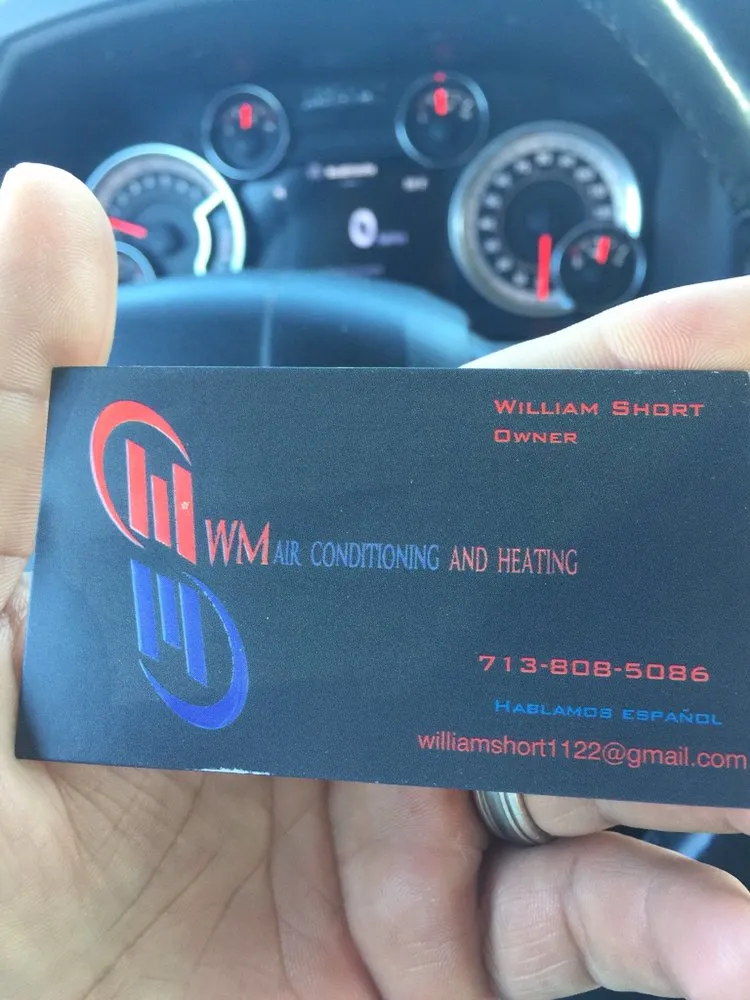 WILLIAM SHORT
OWNER
WM AIR CONDITIONING AND HEATING
713-808-5086
HABLAMOS ESPAÑOL
williamshort1122@gmail.com